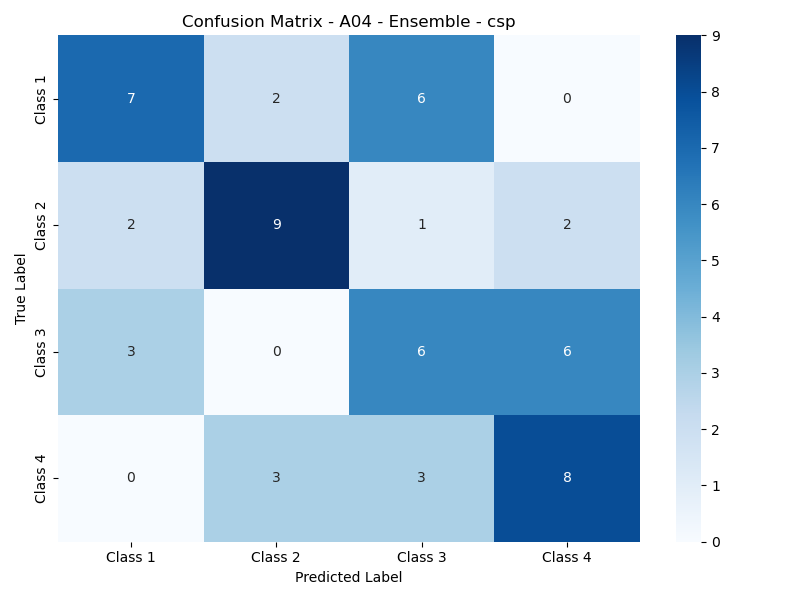 Confusion Matrix - A04 - Ensemble - csp
True Label
Class 1
7 2 6 0
Class 2
2 9 1 2
Class 3
3 0 6 6
Class 4
0 3 3 8
Class 1 Class 2 Class 3 Class 4
Predicted Label
9
8
7
6
5
4
3
2
1
0